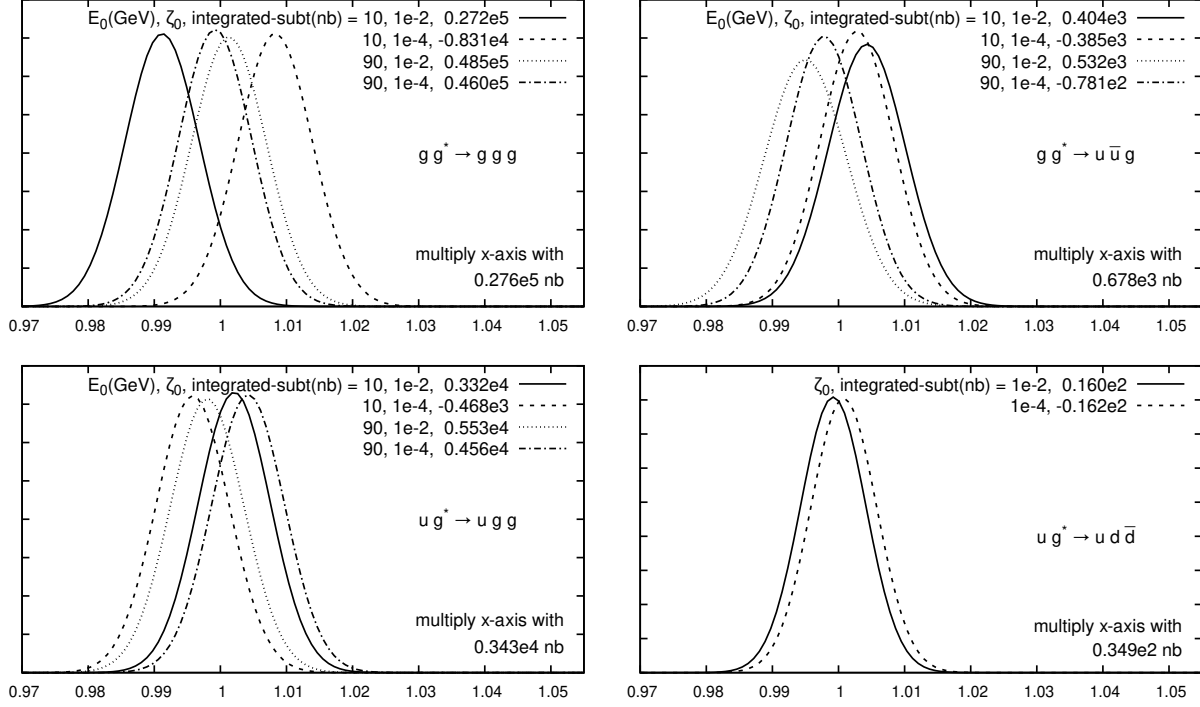 E0(GeV), ζ0, integrated-subt(nb) = 10, 1e-2, 0.272e5
10, 1e-4, -0.831e4
90, 1e-2, 0.485e5
90, 1e-4, 0.460e5
g g* → g g g
multiply x-axis with
0.276e5 nb
0.97 0.98 0.99 1 1.01 1.02 1.03 1.04 1.05
E0(GeV), ζ0, integrated-subt(nb) = 10, 1e-2, 0.404e3
10, 1e-4, -0.385e3
90, 1e-2, 0.532e3
90, 1e-4, -0.781e2
g g* → u u̅ g
multiply x-axis with
0.678e3 nb
0.97 0.98 0.99 1 1.01 1.02 1.03 1.04 1.05
E0(GeV), ζ0, integrated-subt(nb) = 10, 1e-2, 0.332e4
10, 1e-4, -0.468e3
90, 1e-2, 0.553e4
90, 1e-4, 0.456e4
u g* → u g g
multiply x-axis with
0.343e4 nb
0.97 0.98 0.99 1 1.01 1.02 1.03 1.04 1.05
ζ0, integrated-subt(nb) = 1e-2, 0.160e2
1e-4, -0.162e2
u g* → u d d̅
multiply x-axis with
0.349e2 nb
0.97 0.98 0.99 1 1.01 1.02 1.03 1.04 1.05